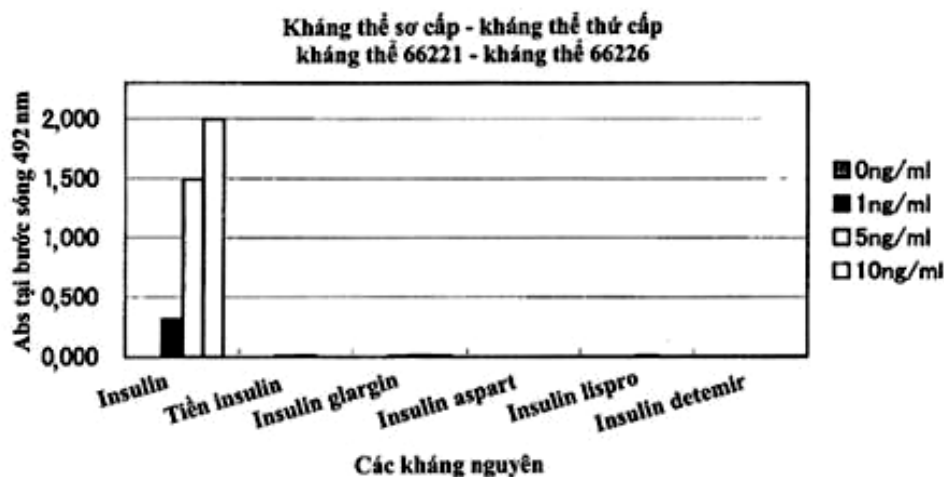 Kháng thể sơ cấp - kháng thể thứ cấp
kháng thể 66221 - kháng thể 66226
Abs tại bước sóng 492 nm
2,000
1,500
1,000
0,500
0,000
0ng/ml
1ng/ml
5ng/ml
10ng/ml
Insulin
Tiền insulin
Insulin glargin
Insulin aspart
Insulin lispro
Insulin detemir
Các kháng nguyên